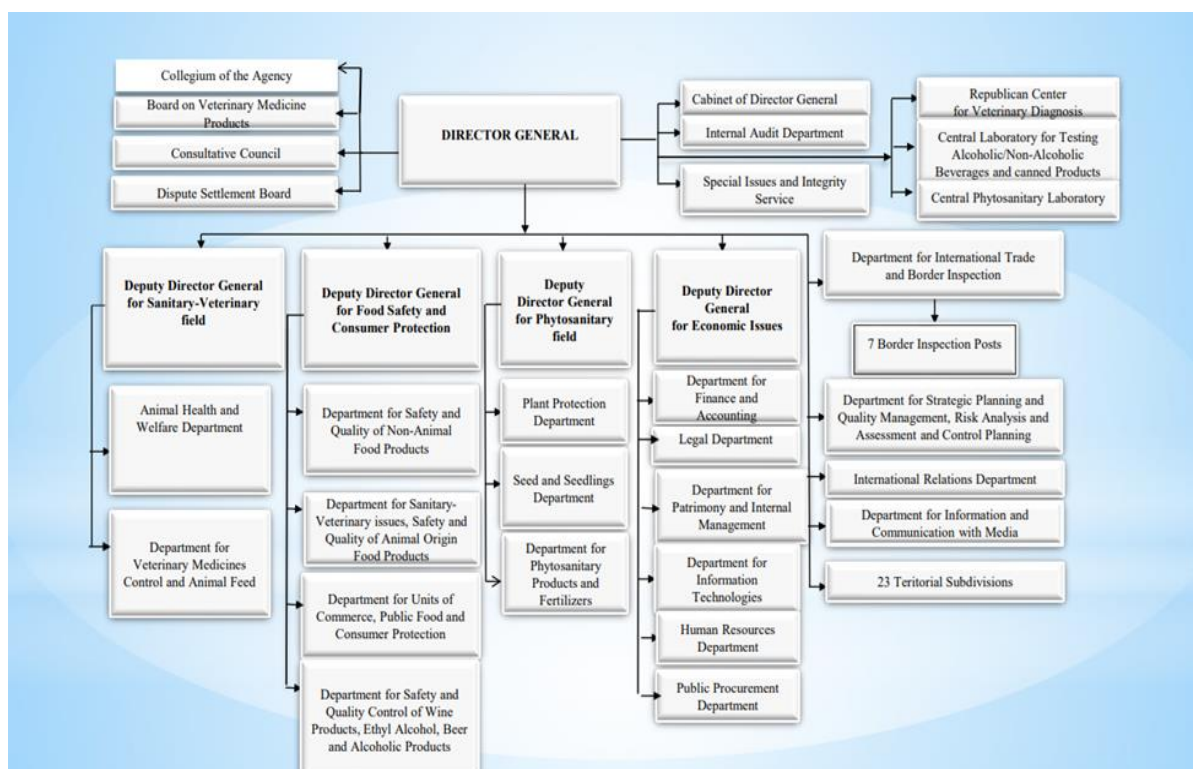 Collegium of the Agency
Board on Veterinary Medicine
Products
Consultative Council
Dispute Settlement Board
DIRECTOR GENERAL
Cabinet of Director General
Internal Audit Department
Special Issues and Integrity
Service
Republican Center
for Veterinary Diagnosis
Central Laboratory for Testing
Alcoholic/Non-Alcoholic
Beverages and canned Products
Central Phytosanitary Laboratory
Deputy Director General
for Sanitary-Veterinary
field
Animal Health and
Welfare Department
Department for
Veterinary Medicines
Control and Animal Feed
Deputy Director General
for Food Safety and
Consumer Protection
Department for Safety and
Quality of Non-Animal
Food Products
Department for Sanitary-
Veterinary issues, Safety and
Quality of Animal Origin
Food Products
Department for Units of
Commerce, Public Food and
Consumer Protection
Department for Safety and
Quality Control of Wine
Products, Ethyl Alcohol, Beer
and Alcoholic Products
Deputy
Director General
for Phytosanitary
field
Plant Protection
Department
Seed and Seedlings
Department
Department for
Phytosanitary
Products and
Fertilizers
Deputy Director
General
for Economic Issues
Department for
Finance and
Accounting
Legal Department
Department for
Patrimony and Internal
Management
Department for
Information
Technologies
Human Resources
Department
Public Procurement
Department
Department for International Trade
and Border Inspection
7 Border Inspection Posts
Department for Strategic Planning and
Quality Management, Risk Analysis and
Assessment and Control Planning
International Relations Department
Department for Information and
Communication with Media
23 Teritorial Subdivisions